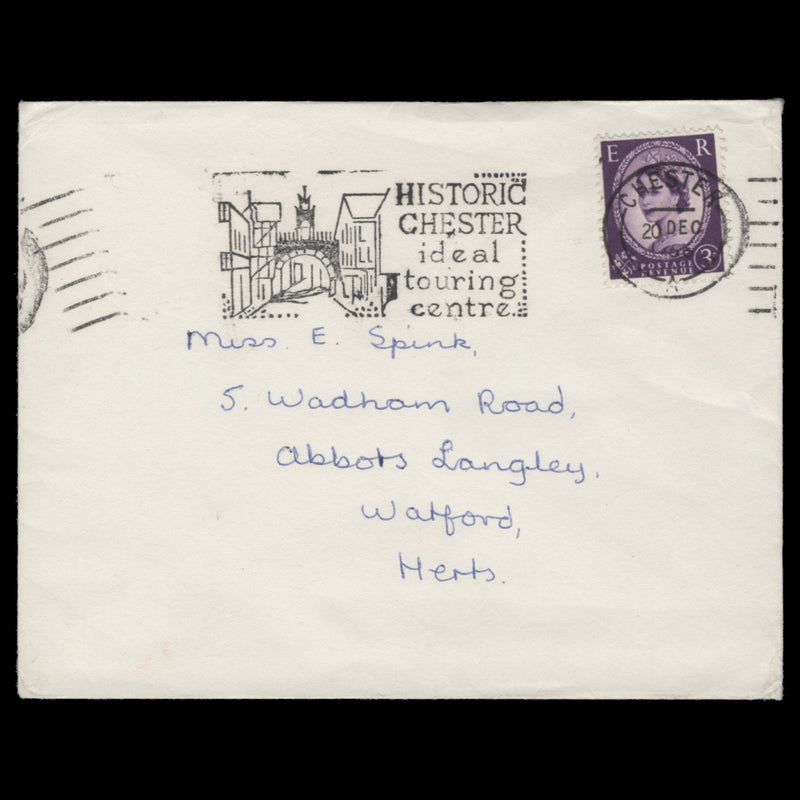 HISTORIC
CHESTER
ideal
touring
centre.
E R
CHESTER
20 DEC
POSTAGE
REVENUE
3D
Miss E. Spink,
5. Wadham Road,
Abbots Langley,
Watford,
Herts.